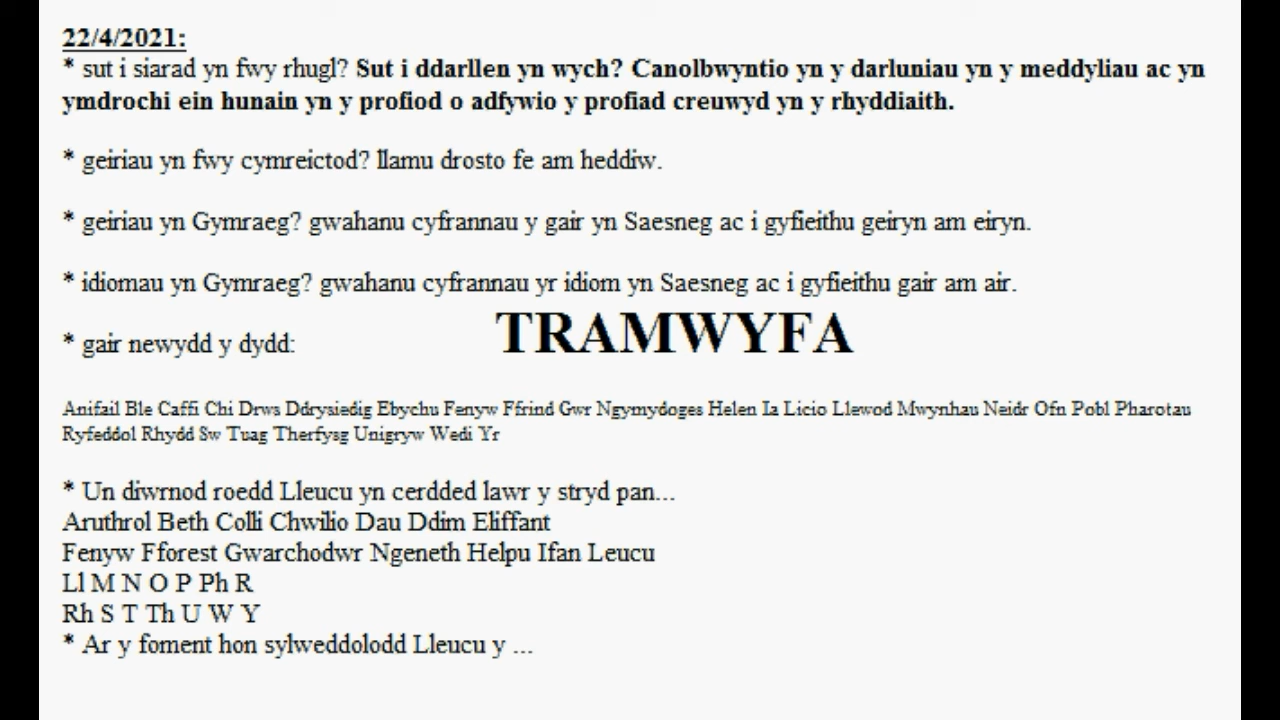 22/4/2021:
* sut i siarad yn fwy rhugl? Sut i ddarllen yn wych? Canolbwyntio yn y darluniau yn y meddyliau ac yn
ymdrochi ein hunain yn y profiod o adfywio y profiad creuwyd yn y rhyddiaith.
* geiriau yn fwy cymreictod? llamu drosto fe am heddiw.
* geiriau yn Gymraeg? gwahanu cyfrannau y gair yn Saesneg ac i gyfieithu geiryn am eiryn.
* idiomau yn Gymraeg? gwahanu cyfrannau yr idiom yn Saesneg ac i gyfieithu gair am air.
* gair newydd y dydd: TRAMWYFA
Anifail Ble Caffi Chi Drws Ddrysiedig Ebychu Fenyw Ffrind Gwr Ngymydoges Helen Ia Licio Llewod Mwynhau Neidr Ofn Pobl Pharotau
Ryfeddol Rhydd Sw Tuag Therfysg Unigryw Wedi Yr
* Un diwrnod roedd Lleucu yn cerdded lawr y stryd pan...
Aruthrol Beth Colli Chwilio Dau Ddim Eliffant
Fenyw Fforest Gwarchodwr Ngeneth Helpu Ifan Leucu
Ll M N O P Ph R
Rh S T Th U W Y
* Ar y foment hon sylweddolodd Lleucu y ...